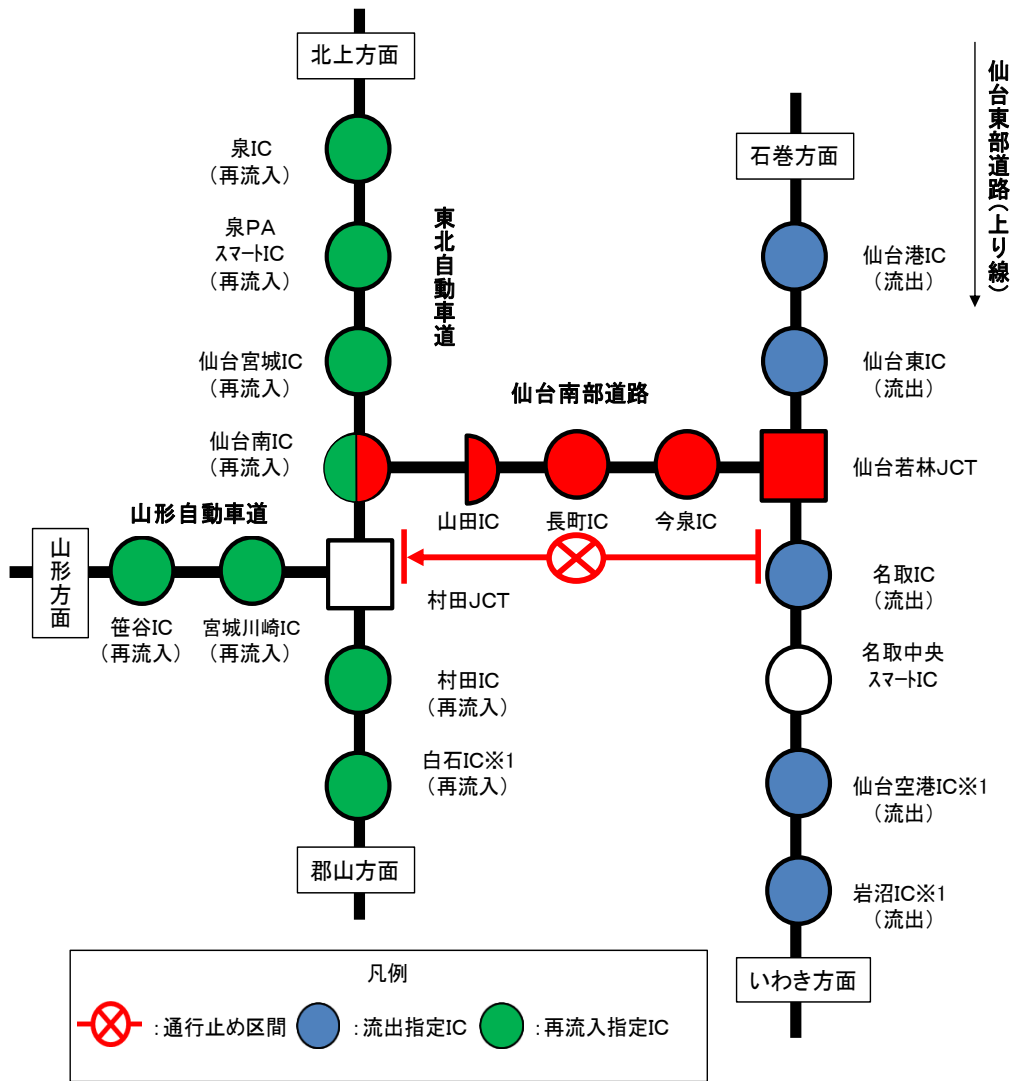 北上方面
泉IC
(再流入)
泉PA
スマートIC
(再流入)
仙台宮城IC
(再流入)
仙台南IC
(再流入)
東北自動車道
山形自動車道
山形方面
笹谷IC
(再流入)
宮城川崎IC
(再流入)
村田JCT
村田IC
(再流入)
白石IC※1
(再流入)
郡山方面
仙台南部道路
山田IC
長町IC
今泉IC
石巻方面
仙台東部道路(上り線)
仙台港IC
(流出)
仙台東IC
(流出)
仙台若林JCT
名取IC
(流出)
名取中央
スマートIC
仙台空港IC※1
(流出)
岩沼IC※1
(流出)
いわき方面
凡例
:通行止め区間
:流出指定IC
:再流入指定IC